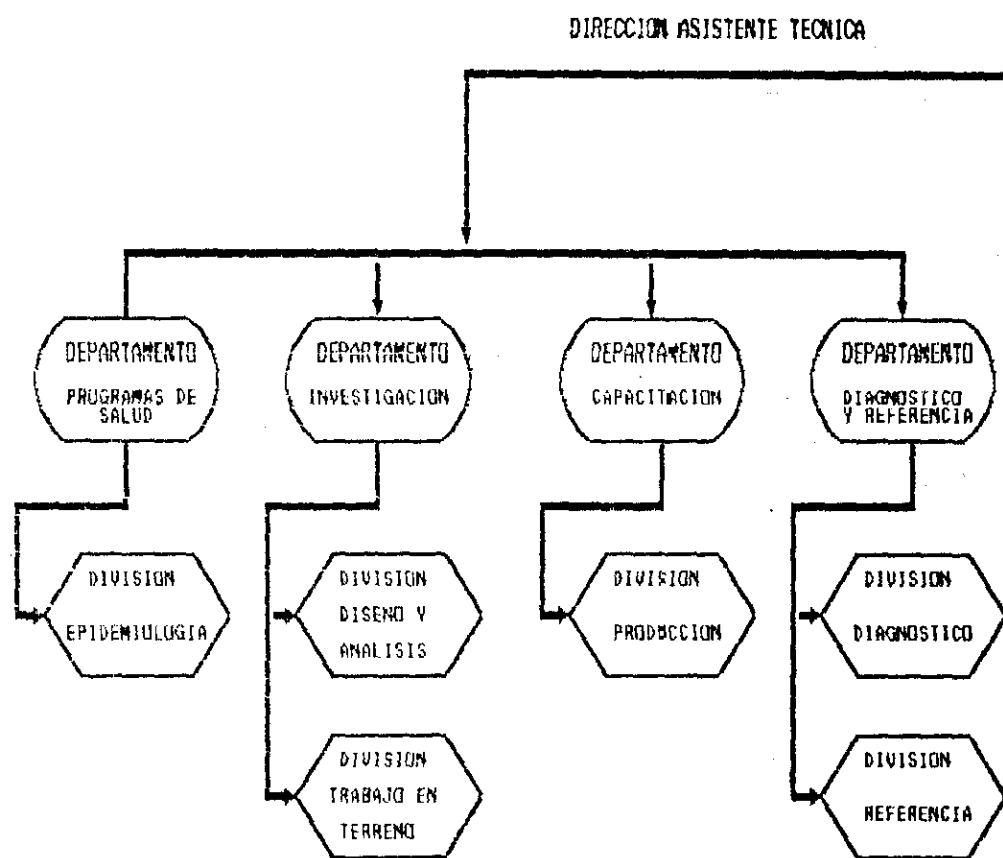 DIRECCION ASISTENTE TECNICA
DEPARTAMENTO
PROGRAMAS DE
SALUD
DEPARTAMENTO
INVESTIGACION
DEPARTAMENTO
CAPACITACION
DEPARTAMENTO
DIAGNOSTICO
Y REFERENCIA
DIVISION
EPIDEMIOLOGIA
DIVISION
DISENO Y
ANALISIS
DIVISION
PRODUCCION
DIVISION
DIAGNOSTICO
DIVISION
TRABAJO EN
TERRENO
DIVISION
REFERENCIA